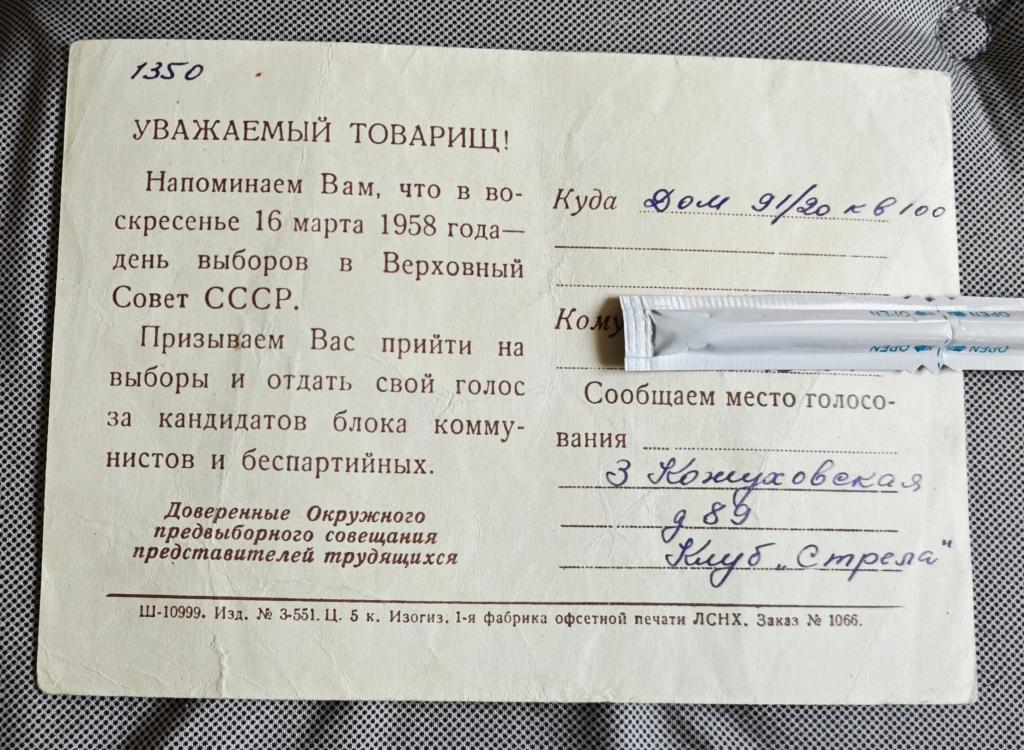 1350
УВАЖАЕМЫЙ ТОВАРИЩ!
Напоминаем Вам, что в во-
скресенье 16 марта 1958 года—
день выборов в Верховный
Совет СССР.
Призываем Вас прийти на
выборы и отдать свой голос
за кандидатов блока комму-
нистов и беспартийных.
Доверенные Окружного
предвыборного совещания
представителей трудящихся
Куда Дом 91/20 кв 100
Кому
OPEN OPEN
OPEN OPEN
Сообщаем место голосо-
вания
3 Кожуховская
д 89
Клуб „Стрела"
Ш-10999. Изд. № 3-551. Ц. 5 к. Изогиз. 1-я фабрика офсетной печати ЛСНХ. Заказ № 1066.